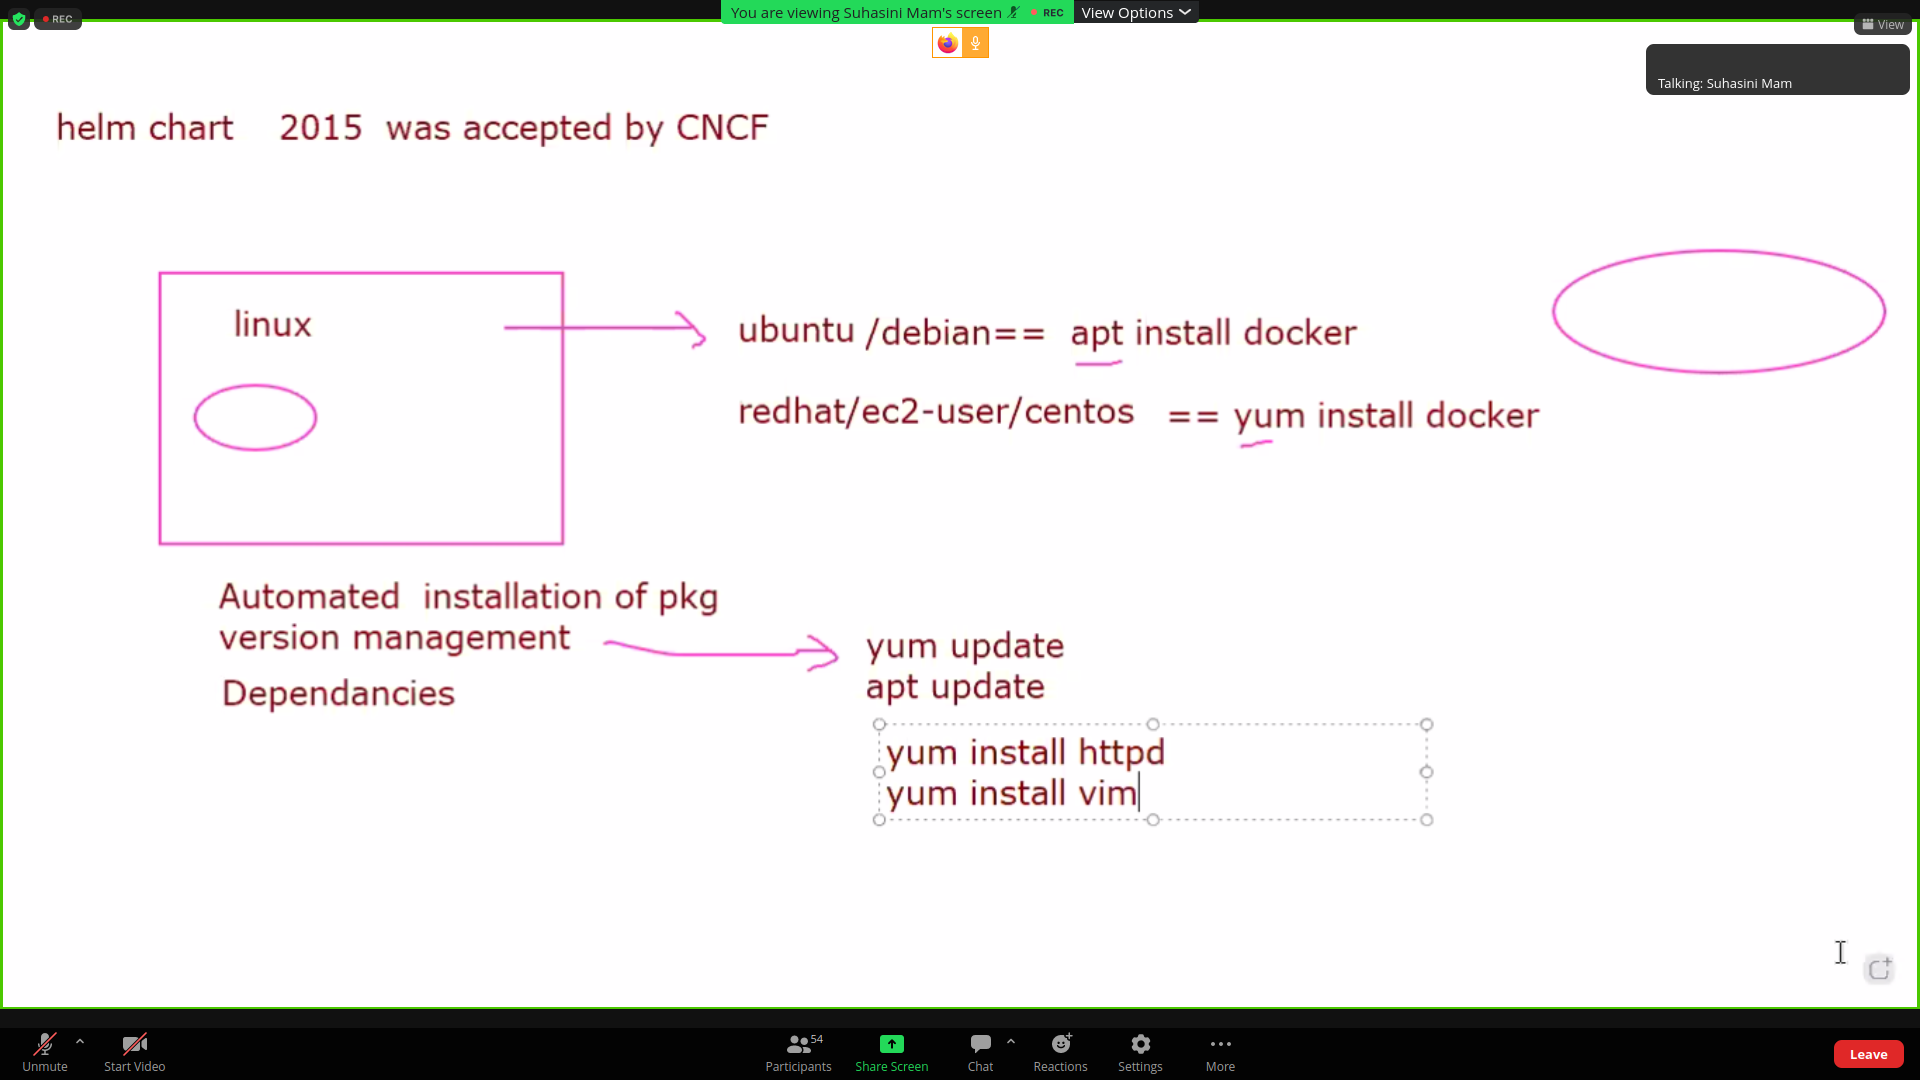 REC
You are viewing Suhasini Mam's screen REC View Options
View
Talking: Suhasini Mam
helm chart 2015 was accepted by CNCF
linux
ubuntu /debian== apt install docker
redhat/ec2-user/centos == yum install docker
Automated installation of pkg
version management
Dependancies
yum update
apt update
yum install httpd
yum install vim
54
Unmute Start Video Participants Share Screen Chat Reactions Settings More Leave